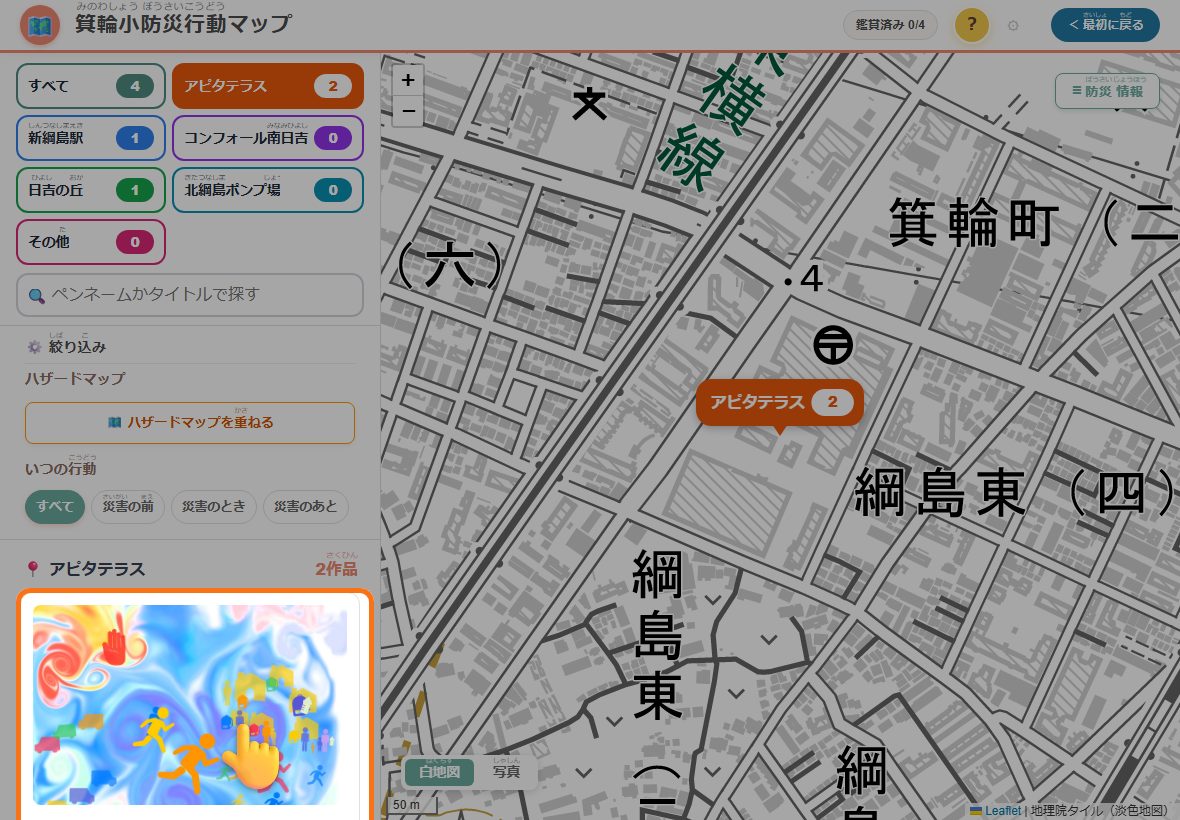 みのわしょう ぼうさいこうどう
箕輪小防災行動マップ
鑑賞済み 0/4
?
さいしょ もど
< 最初に戻る
すべて 4
アピタテラス 2
しんつなしまえき
新綱島駅 1
みなみひよし
コンフォール南日吉 0
ひよし おか
日吉の丘 1
きたつなしま じょう
北綱島ポンプ場 0
た
その他 0
ペンネームかタイトルで探す
しぼ こ
絞り込み
ハザードマップ
かさ
ハザードマップを重ねる
こうどう
いつの行動
すべて
さいがい まえ
災害の前
災害のとき
災害のあと
アピタテラス
さくひん
2作品
+
−
横線
ぼうさいじょうほう
≡ 防災 情報
箕輪町（二
（六）
・4
アピタテラス 2
綱島東（四）
綱島東（一
綱島
はくちず
白地図
しゃしん
写真
50 m
Leaflet | 地理院タイル（淡色地図）